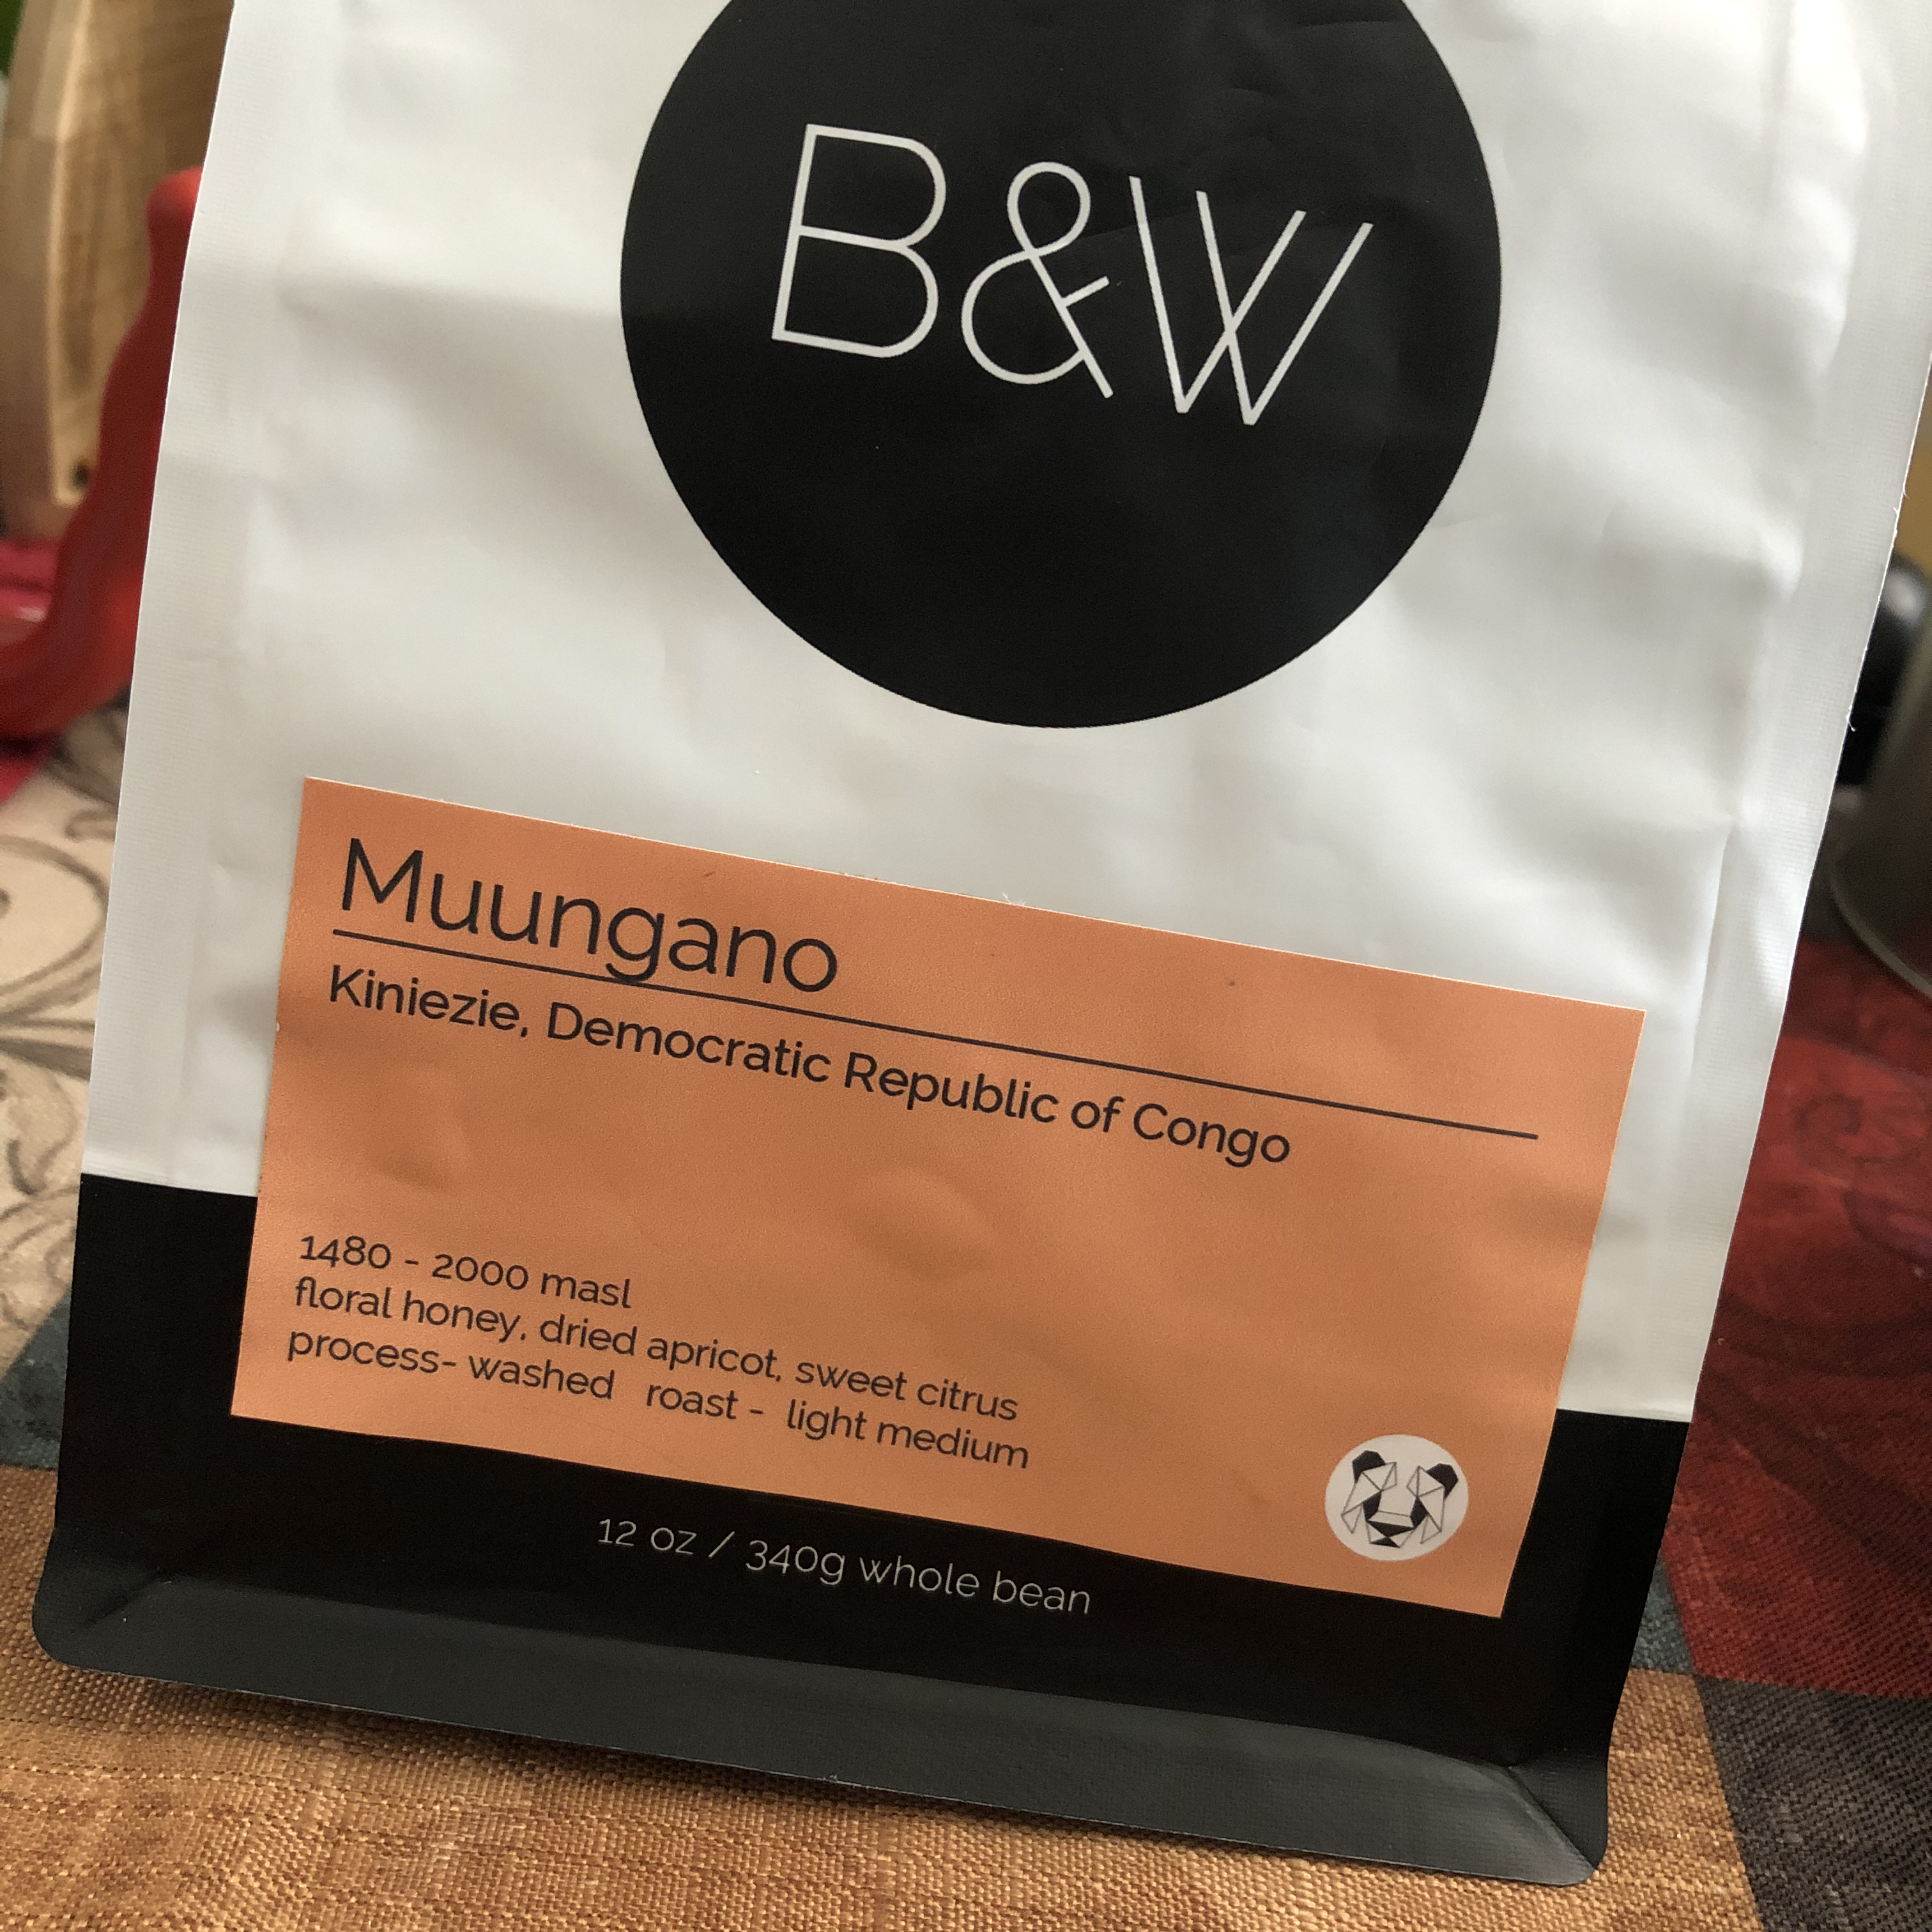 B&W
Muungano
Kiniezie, Democratic Republic of Congo
1480 - 2000 masl
floral honey, dried apricot, sweet citrus
process- washed roast - light medium
12 oz / 340g whole bean